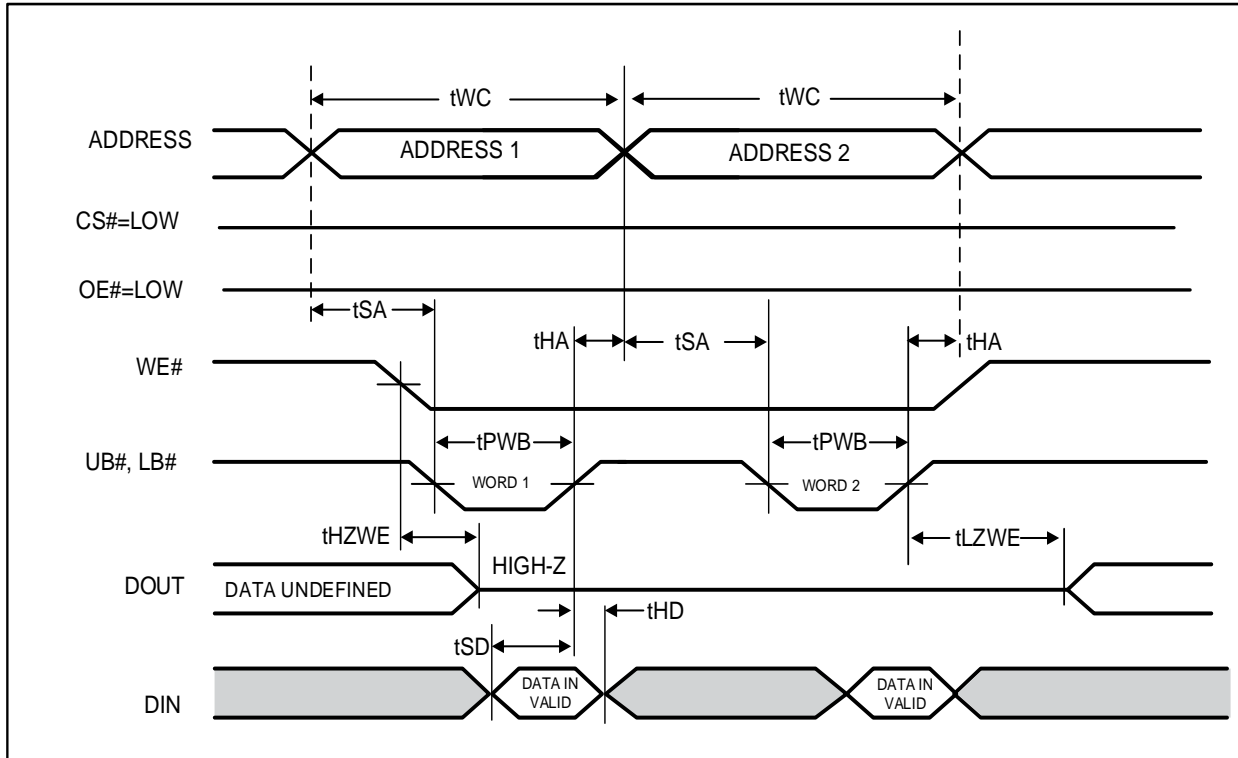 tWC tWC
ADDRESS ADDRESS 1 ADDRESS 2
CS#=LOW
OE#=LOW
tSA
tHA tSA tHA
WE#
tPWB tPWB
UB#, LB# WORD 1 WORD 2
tHZWE tLZWE
HIGH-Z
DOUT DATA UNDEFINED
tHD
tSD
DIN DATA IN VALID DATA IN VALID